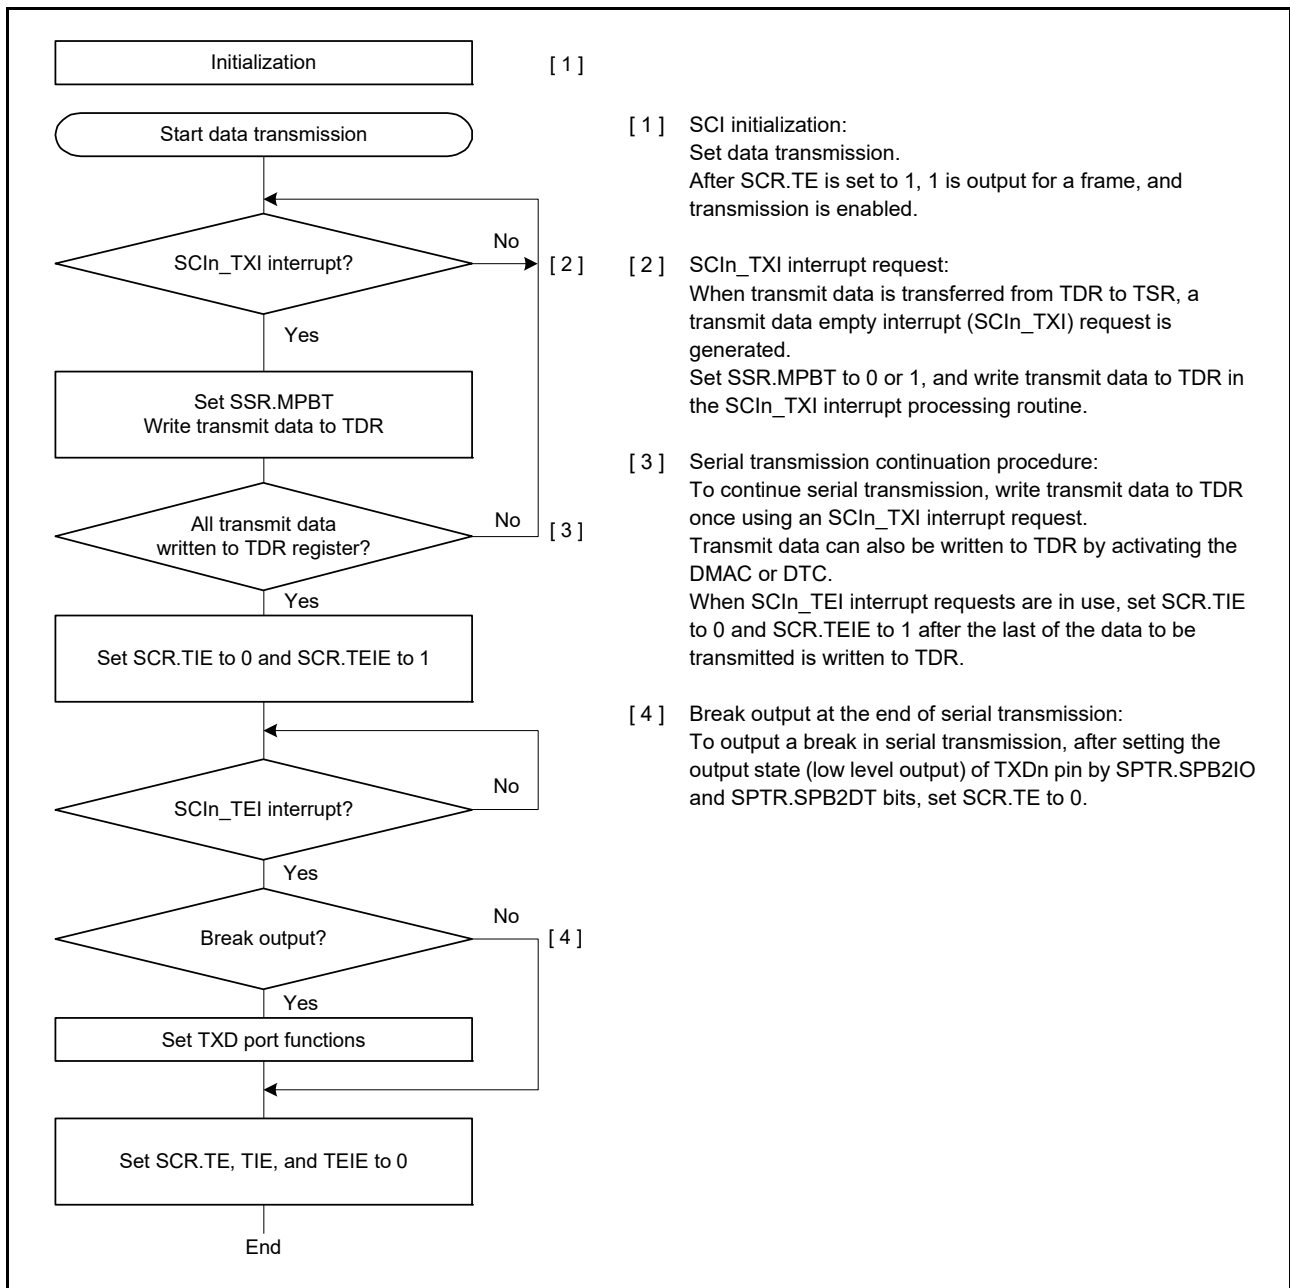 Initialization
[ 1 ]
Start data transmission
SCIn_TXI interrupt?
No
[ 2 ]
Yes
Set SSR.MPBT
Write transmit data to TDR
All transmit data
written to TDR register?
No
[ 3 ]
Yes
Set SCR.TIE to 0 and SCR.TEIE to 1
SCIn_TEI interrupt?
No
Yes
Break output?
No
[ 4 ]
Yes
Set TXD port functions
Set SCR.TE, TIE, and TEIE to 0
End
[ 1 ] SCI initialization:
Set data transmission.
After SCR.TE is set to 1, 1 is output for a frame, and
transmission is enabled.
[ 2 ] SCIn_TXI interrupt request:
When transmit data is transferred from TDR to TSR, a
transmit data empty interrupt (SCIn_TXI) request is
generated.
Set SSR.MPBT to 0 or 1, and write transmit data to TDR in
the SCIn_TXI interrupt processing routine.
[ 3 ] Serial transmission continuation procedure:
To continue serial transmission, write transmit data to TDR
once using an SCIn_TXI interrupt request.
Transmit data can also be written to TDR by activating the
DMAC or DTC.
When SCIn_TEI interrupt requests are in use, set SCR.TIE
to 0 and SCR.TEIE to 1 after the last of the data to be
transmitted is written to TDR.
[ 4 ] Break output at the end of serial transmission:
To output a break in serial transmission, after setting the
output state (low level output) of TXDn pin by SPTR.SPB2IO
and SPTR.SPB2DT bits, set SCR.TE to 0.